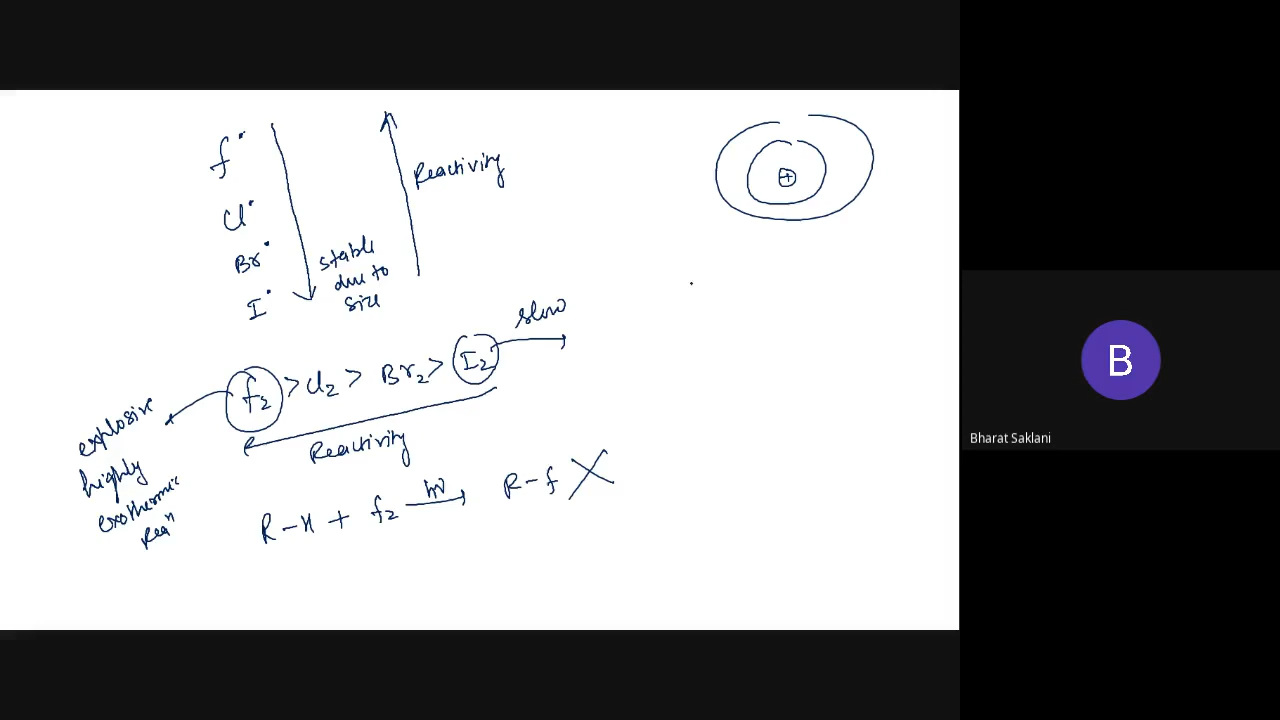 f•
Cl•
Br•
I•
stable
due to
size
Reactivity
+
f2 > Cl2 > Br2 > I2
slow
Reactivity
explosive
highly
exothermic
Reaⁿ
R-H + f2 hν R-f
B
Bharat Saklani